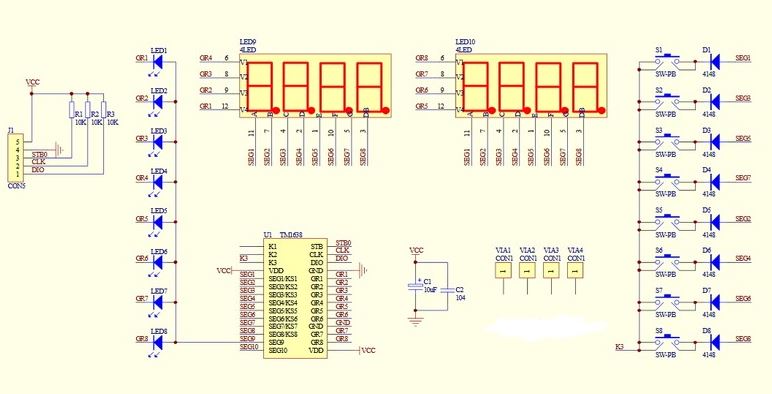 VCC
J1
5
4
3
2
1
STB0
CLK
DIO
CON5
R1
10K
R2
10K
R3
10K
GR1
LED1
GR2
LED2
GR3
LED3
GR4
LED4
GR5
LED5
GR6
LED6
GR7
LED7
GR8
LED8
LED9
4LED
GR4 6 V1
GR3 8 V2
GR2 9 V3
GR1 12 V4
A B C D E F G DB
11 7 4 2 1 10 5 3
SEG1 SEG2 SEG3 SEG4 SEG5 SEG6 SEG7 SEG8
LED10
4LED
GR8 6 V1
GR7 8 V2
GR6 9 V3
GR5 12 V4
A B C D E F G DB
11 7 4 2 1 10 5 3
SEG1 SEG2 SEG3 SEG4 SEG5 SEG6 SEG7 SEG8
U1 TM1638
K1 STB STB0
K2 CLK CLK
K3 K3 DIO DIO
VCC VDD GND
SEG1 SEG1/KS1 GR1 GR1
SEG2 SEG2/KS2 GR2 GR2
SEG3 SEG3/KS3 GR3 GR3
SEG4 SEG4/KS4 GR4 GR4
SEG5 SEG5/KS5 GR5 GR5
SEG6 SEG6/KS6 GR6 GR6
SEG7 SEG7/KS7 GND GND
SEG8 SEG8/KS8 GR7 GR7
SEG9 SEG9 GR8 GR8
SEG10 SEG10 VDD VCC
VCC
+ C1
10uF
C2
104
VIA1
CON1
1
VIA2
CON1
1
VIA3
CON1
1
VIA4
CON1
1
S1 D1 SEG1
SW-PB 4148
S2 D2 SEG3
SW-PB 4148
S3 D3 SEG5
SW-PB 4148
S4 D4 SEG7
SW-PB 4148
S5 D5 SEG2
SW-PB 4148
S6 D6 SEG4
SW-PB 4148
S7 D7 SEG6
SW-PB 4148
K3
S8 D8 SEG8
SW-PB 4148